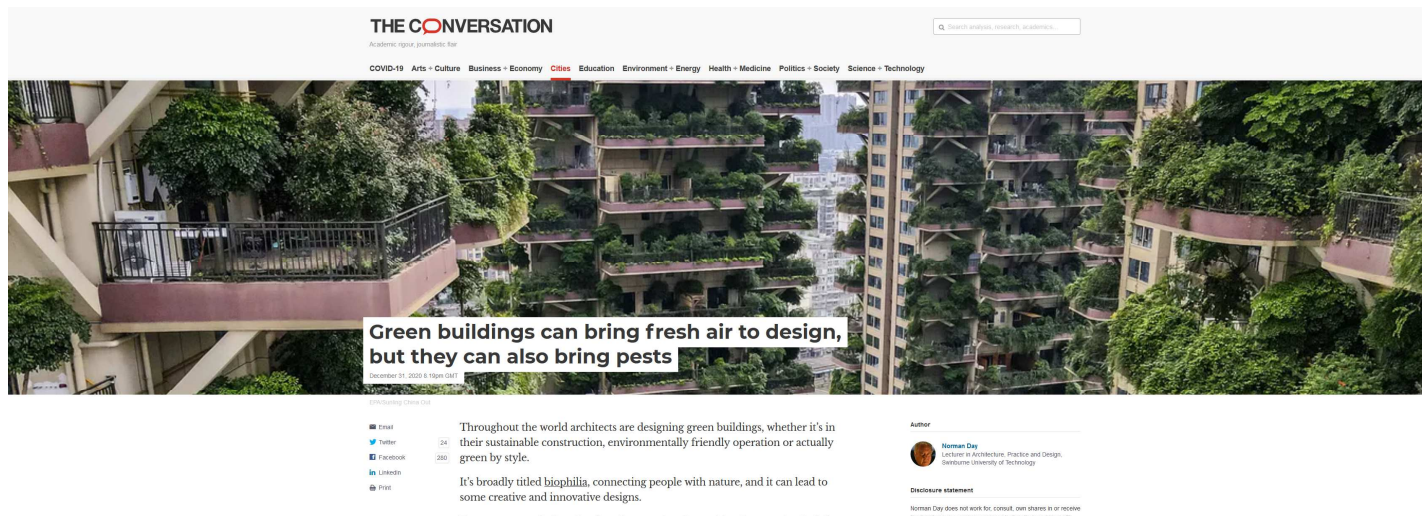 THE CONVERSATION
Academic rigour, journalistic flair
Search analysis, research, academics...
COVID-19 Arts + Culture Business + Economy Cities Education Environment + Energy Health + Medicine Politics + Society Science + Technology
Green buildings can bring fresh air to design,
but they can also bring pests
December 31, 2020 8:19pm GMT
Email
Twitter 24
Facebook 280
LinkedIn
Print
Throughout the world architects are designing green buildings, whether it's in
their sustainable construction, environmentally friendly operation or actually
green by style.
It's broadly titled biophilia, connecting people with nature, and it can lead to
some creative and innovative designs.
Author
Norman Day
Lecturer in Architecture, Practice and Design,
Swinburne University of Technology
Disclosure statement
Norman Day does not work for, consult, own shares in or receive